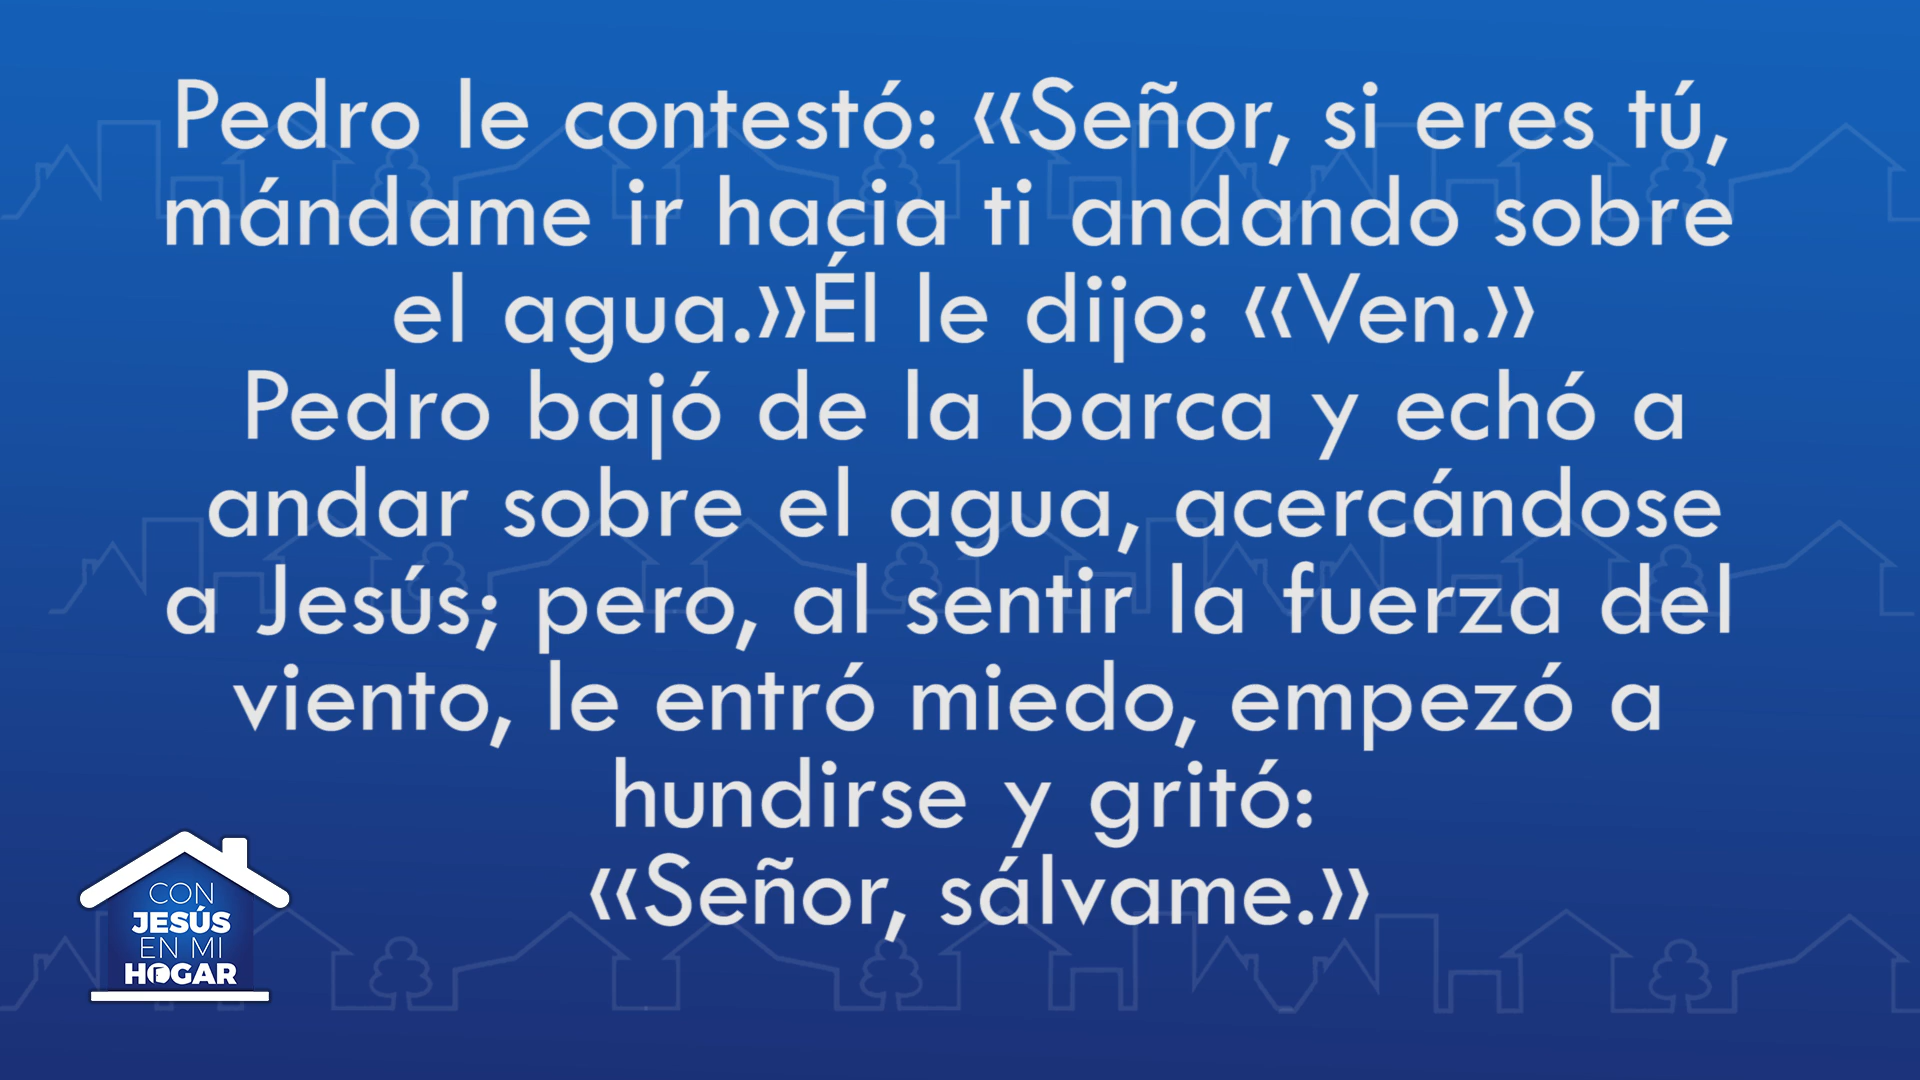 Pedro le contestó: «Señor, si eres tú,
mándame ir hacia ti andando sobre
el agua.»Él le dijo: «Ven.»
Pedro bajó de la barca y echó a
andar sobre el agua, acercándose
a Jesús; pero, al sentir la fuerza del
viento, le entró miedo, empezó a
hundirse y gritó:
«Señor, sálvame.»
CON
JESÚS
EN MI
HOGAR